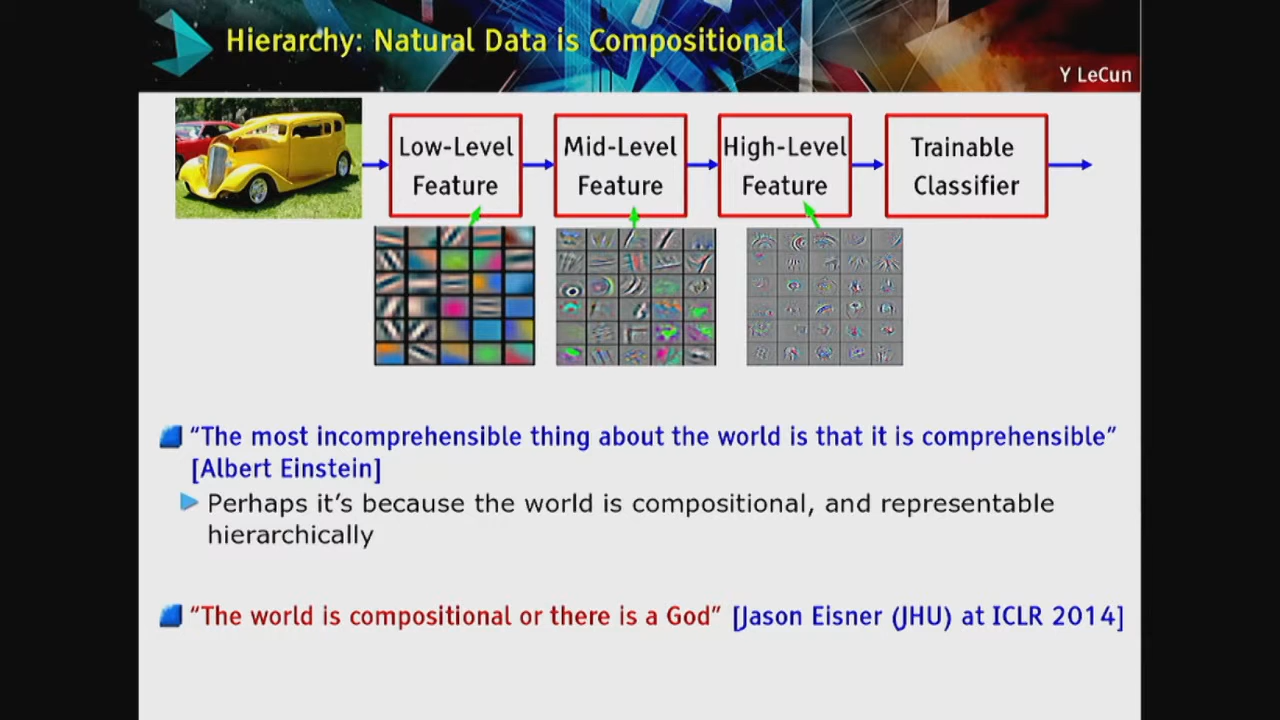 Hierarchy: Natural Data is Compositional
Y LeCun
Low-Level
Feature
Mid-Level
Feature
High-Level
Feature
Trainable
Classifier
“The most incomprehensible thing about the world is that it is comprehensible”
[Albert Einstein]
Perhaps it’s because the world is compositional, and representable
hierarchically
“The world is compositional or there is a God” [Jason Eisner (JHU) at ICLR 2014]